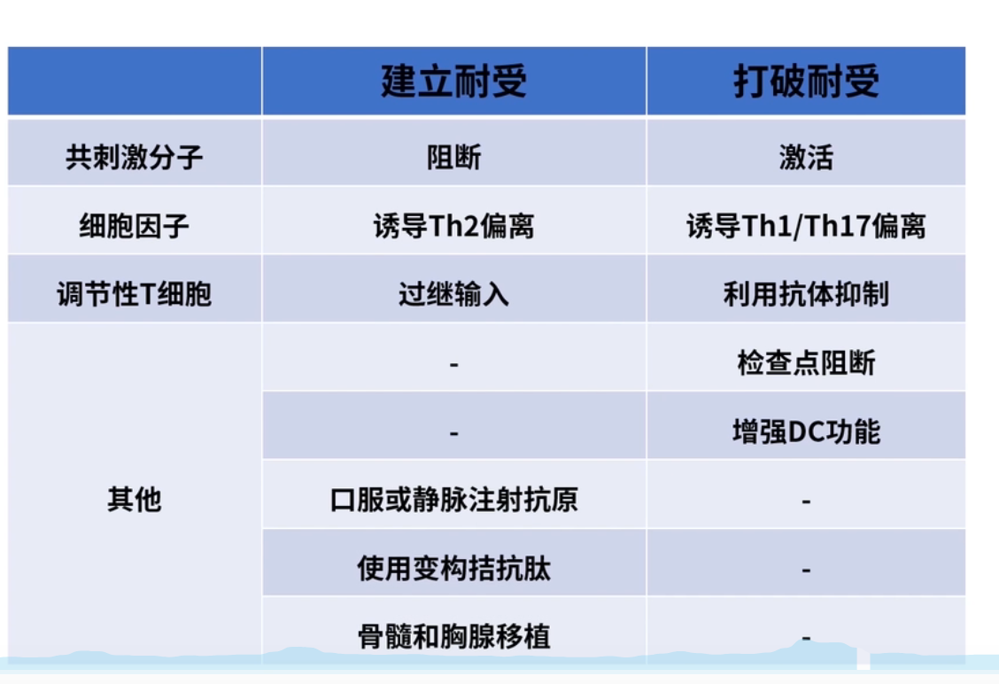 建立耐受 打破耐受
共刺激分子 阻断 激活
细胞因子 诱导Th2偏离 诱导Th1/Th17偏离
调节性T细胞 过继输入 利用抗体抑制
- 检查点阻断
- 增强DC功能
其他 口服或静脉注射抗原 -
使用变构拮抗肽 -
骨髓和胸腺移植 -